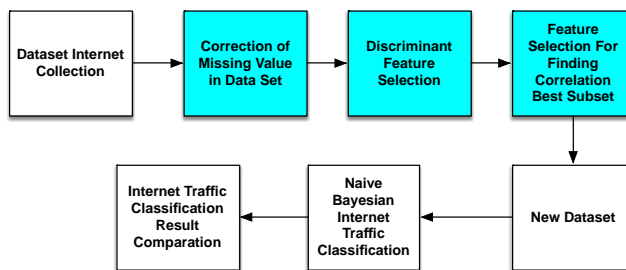 Dataset Internet
Collection
Correction of
Missing Value
in Data Set
Discriminant
Feature
Selection
Feature
Selection For
Finding
Correlation
Best Subset
New Dataset
Naive
Bayesian
Internet
Traffic
Classification
Internet Traffic
Classification
Result
Comparation